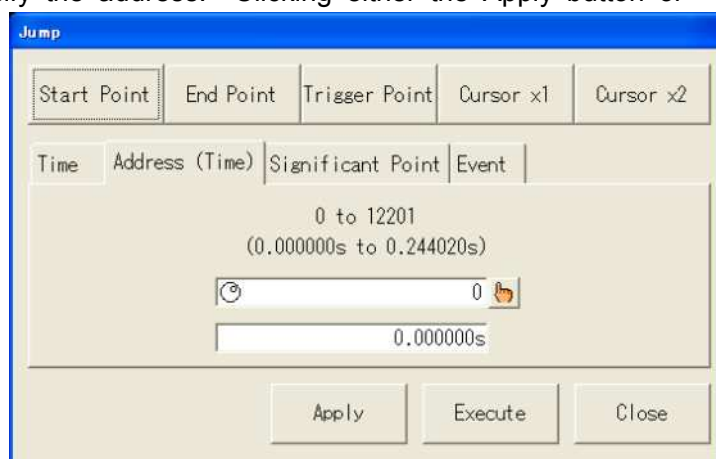 the address. Clicking either the Apply button or
Jump
Start Point End Point Trigger Point Cursor x1 Cursor x2
Time Address (Time) Significant Point Event
0 to 12201
(0.000000s to 0.244020s)
0
0.000000s
Apply Execute Close